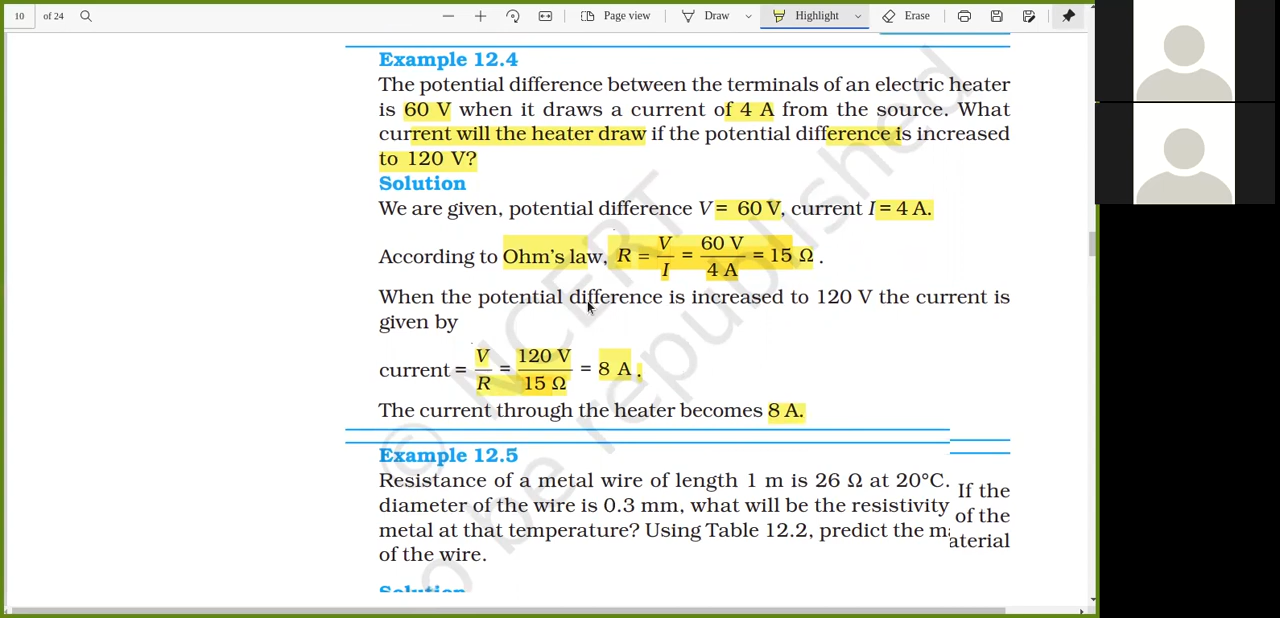 10 of 24 Page view Draw Highlight Erase
Example 12.4
The potential difference between the terminals of an electric heater
is 60 V when it draws a current of 4 A from the source. What
current will the heater draw if the potential difference is increased
to 120 V?
Solution
We are given, potential difference V = 60 V, current I = 4 A.
According to Ohm's law, R = V/I = 60 V/4 A = 15 Ω .
When the potential difference is increased to 120 V the current is
given by
current = V/R = 120 V/15 Ω = 8 A .
The current through the heater becomes 8 A.
Example 12.5
Resistance of a metal wire of length 1 m is 26 Ω at 20°C. If the
diameter of the wire is 0.3 mm, what will be the resistivity of the
metal at that temperature? Using Table 12.2, predict the material
of the wire.
Solution
© NCERT
o be republished